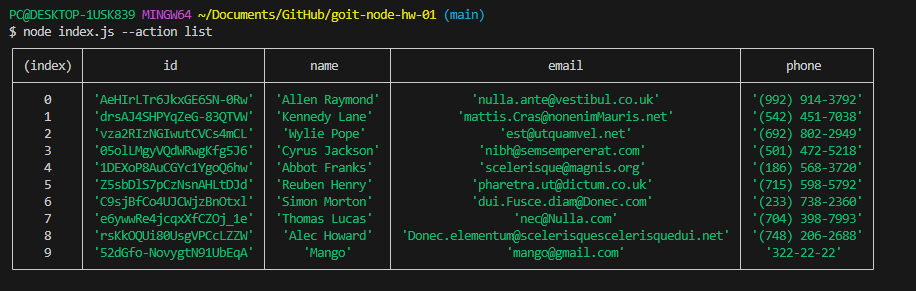 PC@DESKTOP-1USK839 MINGW64 ~/Documents/GitHub/goit-node-hw-01 (main)
$ node index.js --action list
(index) id name email phone
0 'AeHIrLTr6JkxGE6SN-0Rw' 'Allen Raymond' 'nulla.ante@vestibul.co.uk' '(992) 914-3792'
1 'drsAJ4SHPYqZeG-83QTVW' 'Kennedy Lane' 'mattis.Cras@nonenimMauris.net' '(542) 451-7038'
2 'vza2RIzNGIwutCVCs4mCL' 'Wylie Pope' 'est@utquamvel.net' '(692) 802-2949'
3 '05olLMgyVQdWRwgKfg5J6' 'Cyrus Jackson' 'nibh@semsempererat.com' '(501) 472-5218'
4 '1DEXoP8AuCGYc1YgoQ6hw' 'Abbot Franks' 'scelerisque@magnis.org' '(186) 568-3720'
5 'Z5sbDlS7pCzNsnAHLtDJd' 'Reuben Henry' 'pharetra.ut@dictum.co.uk' '(715) 598-5792'
6 'C9sjBfCo4UJCWjzBnOtxl' 'Simon Morton' 'dui.Fusce.diam@Donec.com' '(233) 738-2360'
7 'e6ywwRe4jcqxXfCZOj_1e' 'Thomas Lucas' 'nec@Nulla.com' '(704) 398-7993'
8 'rsKkOQUi80UsgVPCcLZZW' 'Alec Howard' 'Donec.elementum@scelerisquescelerisquedui.net' '(748) 206-2688'
9 '52dGfo-NovygtN91UbEqA' 'Mango' 'mango@gmail.com' '322-22-22'